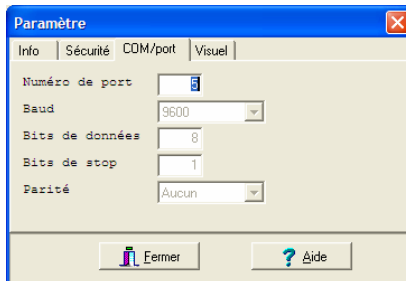 Paramètre
Info Sécurité COM/port Visuel
Numéro de port 5
Baud 9600
Bits de données 8
Bits de stop 1
Parité Aucun
Fermer ? Aide